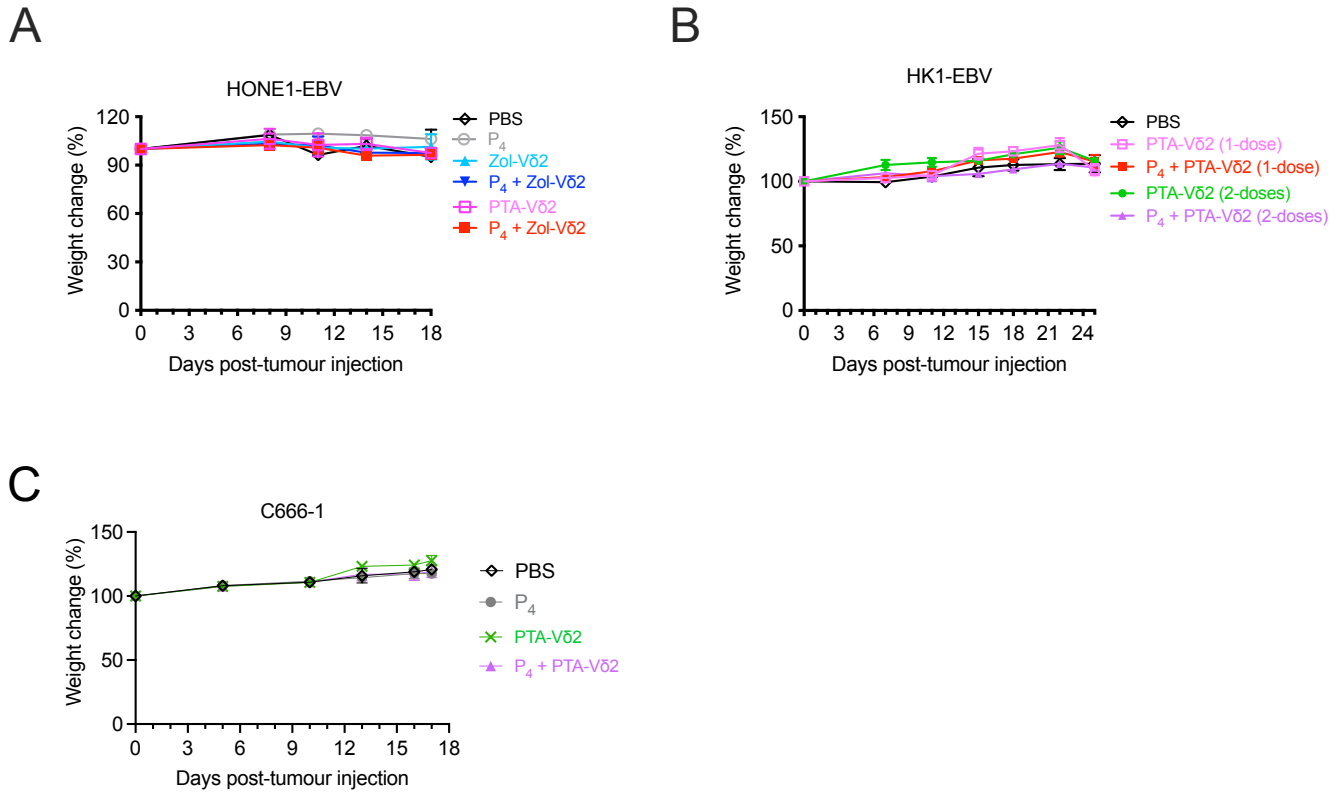 A
HONE1-EBV
Weight change (%)
120
90
60
30
0
0 3 6 9 12 15 18
Days post-tumour injection
PBS
P4
Zol-Vδ2
P4 + Zol-Vδ2
PTA-Vδ2
P4 + Zol-Vδ2
B
HK1-EBV
Weight change (%)
150
100
50
0
0 3 6 9 12 15 18 21 24
Days post-tumour injection
PBS
PTA-Vδ2 (1-dose)
P4 + PTA-Vδ2 (1-dose)
PTA-Vδ2 (2-doses)
P4 + PTA-Vδ2 (2-doses)
C
C666-1
Weight change (%)
150
100
50
0
0 3 6 9 12 15 18
Days post-tumour injection
PBS
P4
PTA-Vδ2
P4 + PTA-Vδ2